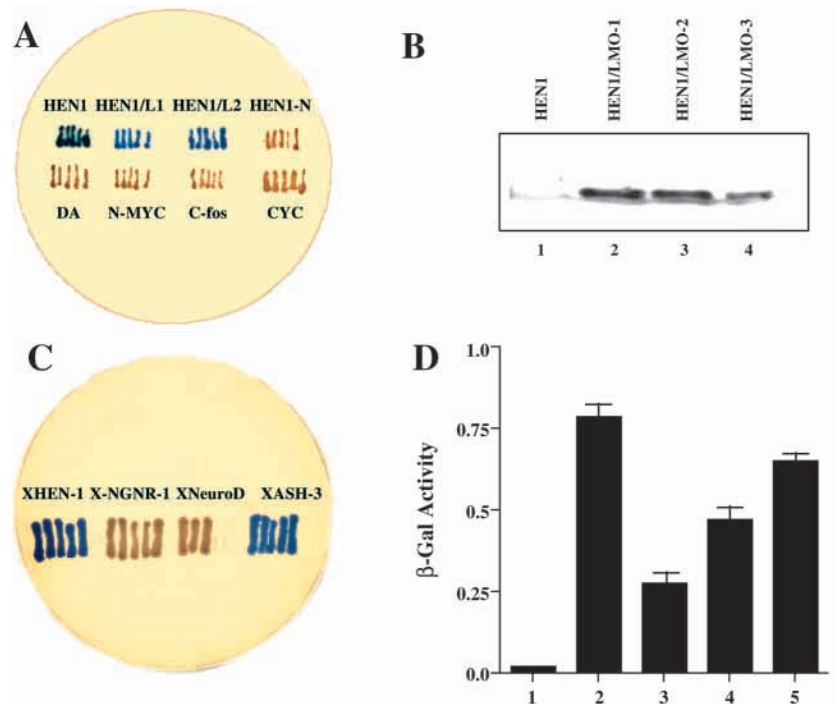 A
HEN1 HEN1/L1 HEN1/L2 HEN1-N
DA N-MYC C-fos CYC
B
HEN1
HEN1/LMO-1
HEN1/LMO-2
HEN1/LMO-3
1 2 3 4
C
XHEN-1 X-NGNR-1 XNeuroD XASH-3
D
β-Gal Activity
1.0
0.75
0.5
0.25
0.0
1 2 3 4 5